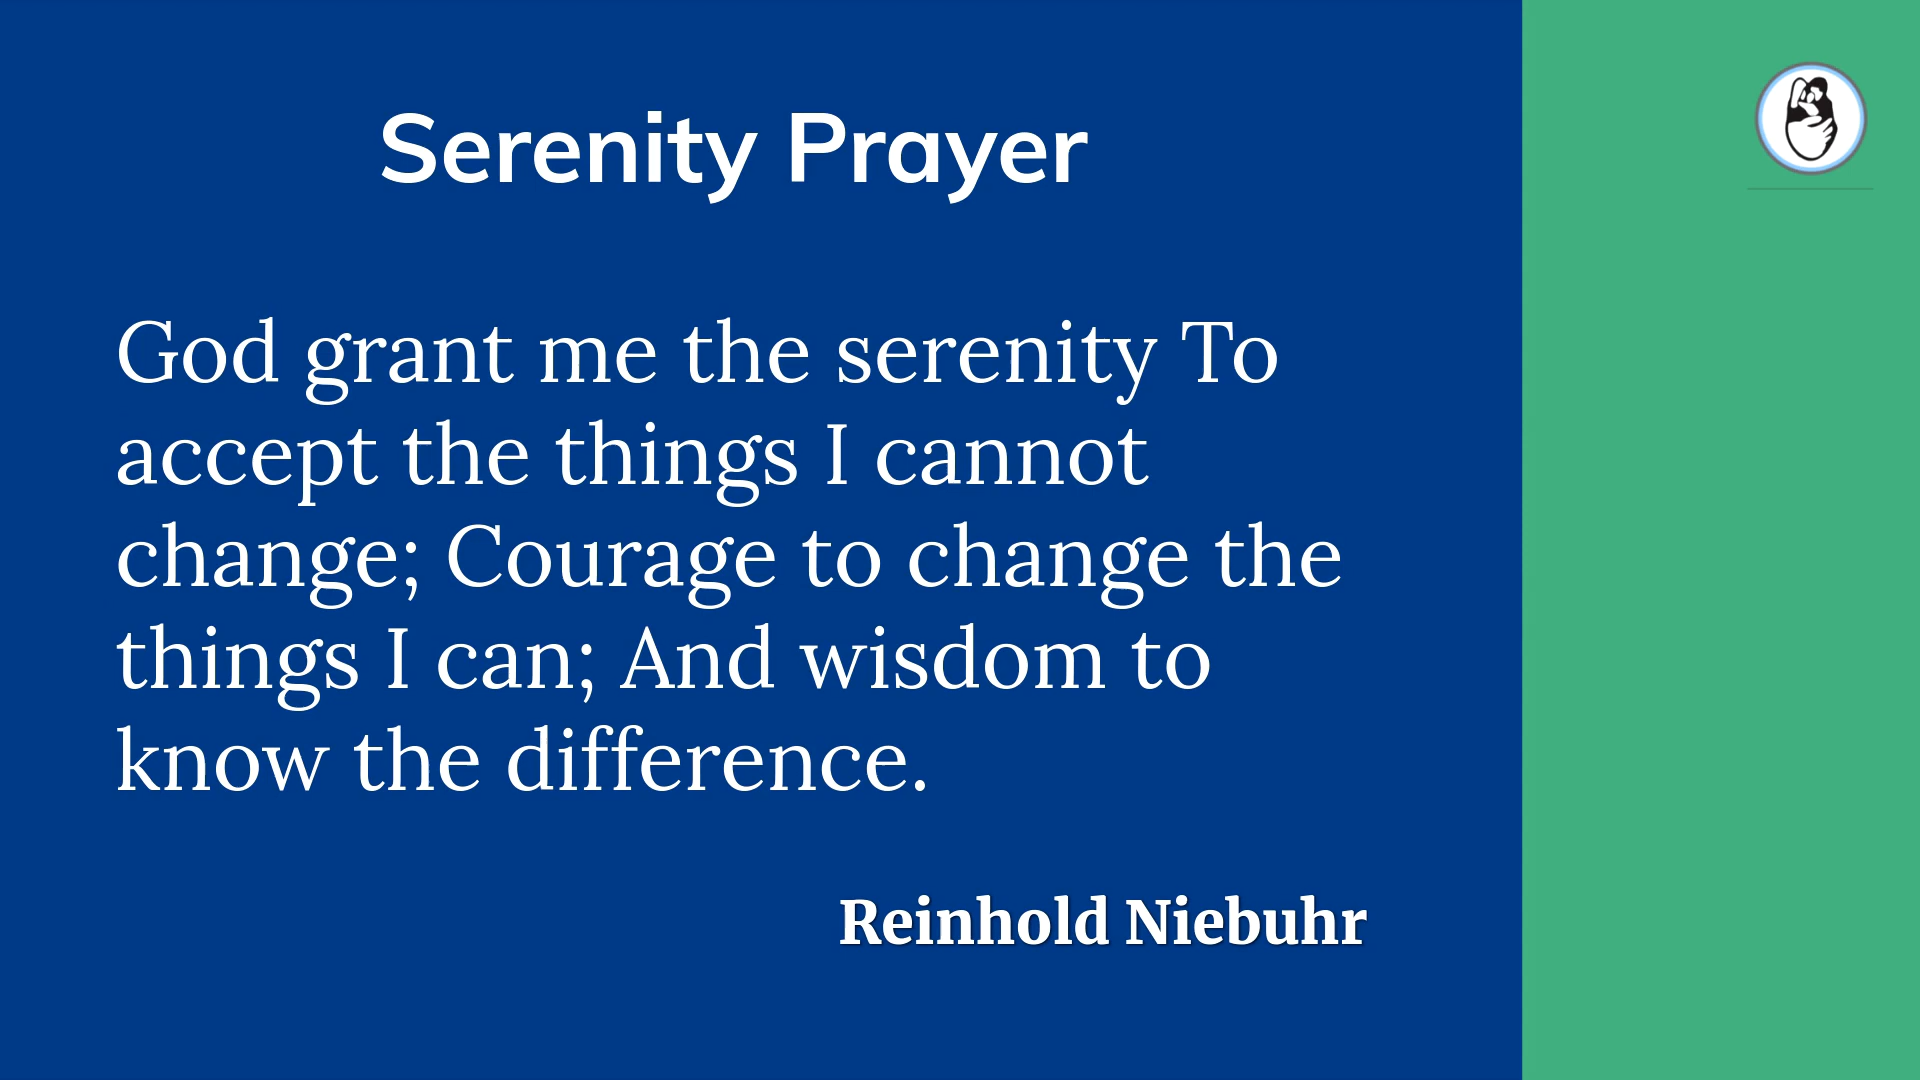 Serenity Prayer
God grant me the serenity To
accept the things I cannot
change; Courage to change the
things I can; And wisdom to
know the difference.
Reinhold Niebuhr